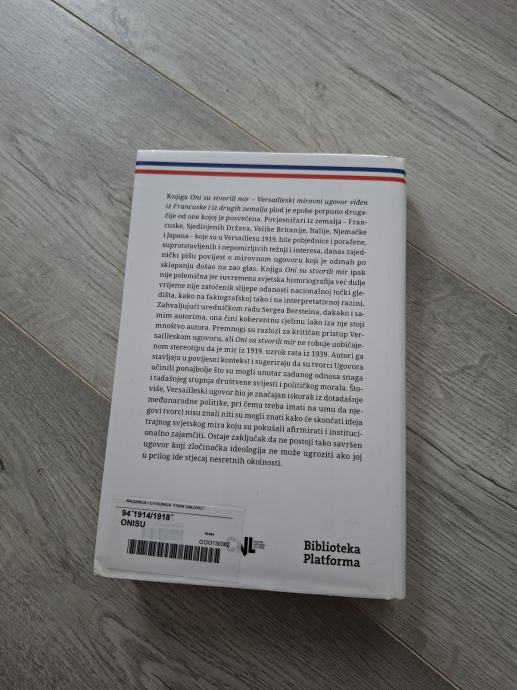 Knjiga Oni su stvorili mir – Versailleski mirovni ugovor viđen
iz Francuske i iz drugih zemalja plod je epohe potpuno druga-
čije od one kojoj je posvećena. Povjesničari iz zemalja – Fran-
cuske, Sjedinjenih Država, Velike Britanije, Italije, Njemačke
i Japana – koje su u Versaillesu 1919. bile pobjednice i poražene,
suprotstavljenih i nepomirljivih težnji i interesa, danas zajed-
nički pišu povijest o mirovnom ugovoru koji je odmah po
sklapanju došao na zao glas. Knjiga Oni su stvorili mir ipak
nije polemična jer suvremena svjetska historiografija već dulje
vrijeme nije zatočenik slijepe odanosti nacionalnoj točki gle-
dišta, kako na faktografskoj tako i na interpretativnoj razini.
Zahvaljujući uredničkom radu Sergea Bersteina, dakako i sa-
mim autorima, ona čini koherentnu cjelinu iako iza nje stoji
mnoštvo autora. Premnogi su razlozi za kritičan pristup Ver-
sailleskom ugovoru, ali Oni su stvorili mir ne robuje uobičaje-
nom stereotipu da je mir iz 1919. uzrok rata iz 1939. Autori ga
stavljaju u povijesni kontekst i sugeriraju da su tvorci Ugovora
učinili ponajbolje što su mogli unutar zadanog odnosa snaga
i tadašnjeg stupnja društvene svijesti i političkog morala. Što-
više, Versailleski ugovor bio je značajan iskorak iz dotadašnje
međunarodne politike, pri čemu treba imati na umu da nje-
govi tvorci nisu znali niti su mogli znati kako će skončati ideja
trajnog svjetskog mira koju su pokušali afirmirati i instituci-
onalno zajamčiti. Ostaje zaključak da ne postoji tako savršen
ugovor koji zločinačka ideologija ne može ugroziti ako joj
u prilog ide stjecaj nesretnih okolnosti.
KNJIŽNICA I ČITAONICA "FRAN GALOVIĆ"
94"1914/1918"
ONISU
Biblioteka
Platforma